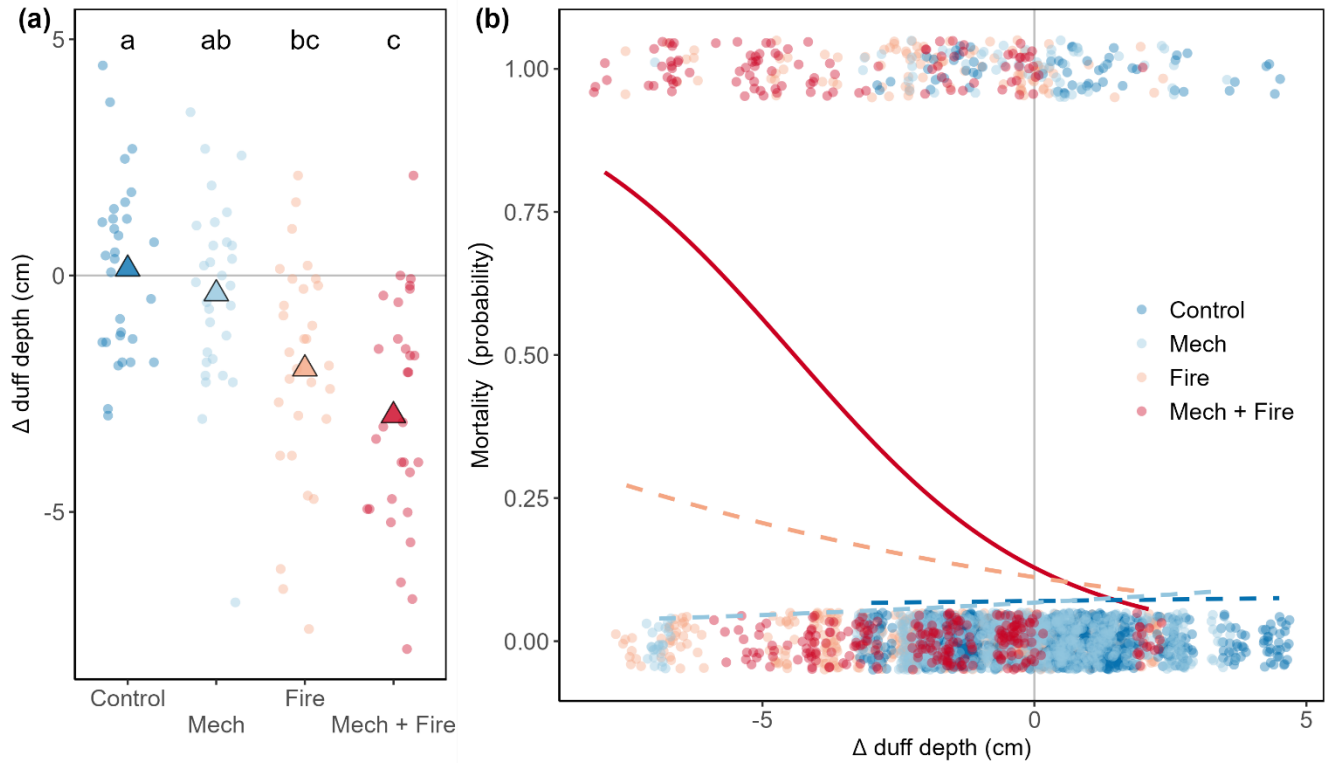 (a)
a ab bc c
5
0
-5
Δ duff depth (cm)
Control
Mech
Fire
Mech + Fire
(b)
1.00
0.75
0.50
0.25
0.00
Mortality (probability)
Control
Mech
Fire
Mech + Fire
-5 0 5
Δ duff depth (cm)